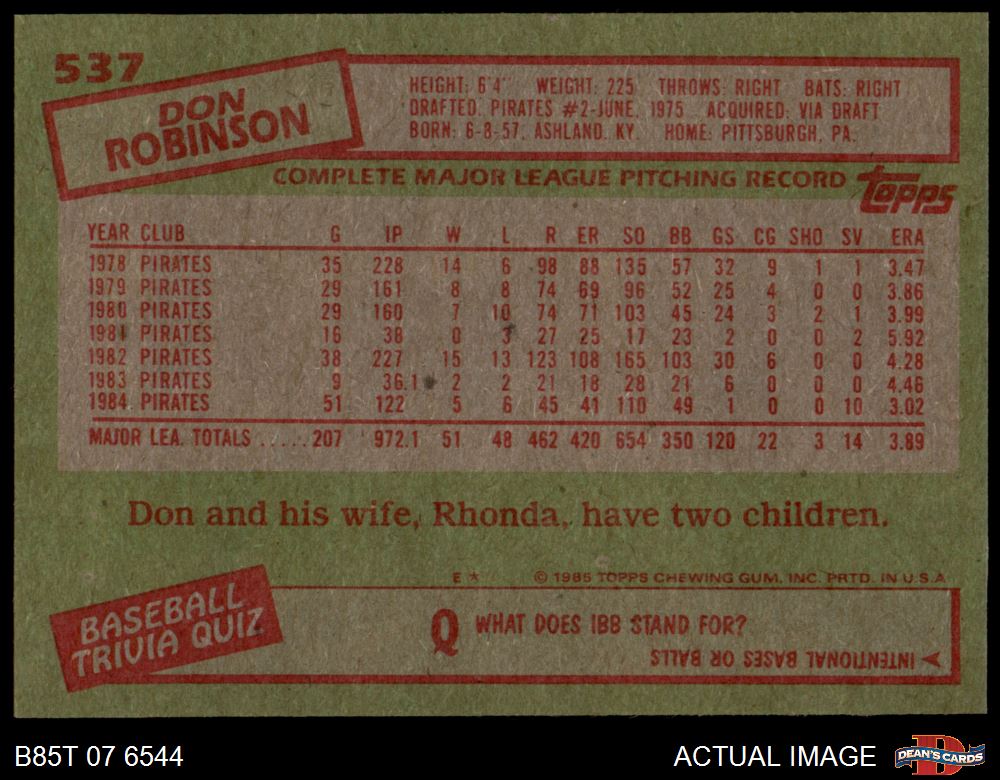 537
DON
ROBINSON
HEIGHT: 6'4" WEIGHT: 225 THROWS: RIGHT BATS: RIGHT
DRAFTED: PIRATES #2-JUNE, 1975 ACQUIRED: VIA DRAFT
BORN: 6-8-57, ASHLAND, KY. HOME: PITTSBURGH, PA.
COMPLETE MAJOR LEAGUE PITCHING RECORD
Topps
YEAR CLUB G IP W L R ER SO BB GS CG SHO SV ERA
1978 PIRATES 35 228 14 6 98 88 135 57 32 9 1 1 3.47
1979 PIRATES 29 161 8 8 74 69 96 52 25 4 0 0 3.86
1980 PIRATES 29 160 7 10 74 71 103 45 24 3 2 1 3.99
1981 PIRATES 16 38 0 3 27 25 17 23 2 0 0 2 5.92
1982 PIRATES 38 227 15 13 123 108 165 103 30 6 0 0 4.28
1983 PIRATES 9 36.1 2 2 21 18 28 21 6 0 0 0 4.46
1984 PIRATES 51 122 5 6 45 41 110 49 1 0 0 10 3.02
MAJOR LEA. TOTALS ..... 207 972.1 51 48 462 420 654 350 120 22 3 14 3.89
Don and his wife, Rhonda, have two children.
E * © 1985 TOPPS CHEWING GUM, INC. PRTD. IN U.S.A.
BASEBALL
TRIVIA QUIZ
Q WHAT DOES IBB STAND FOR?
INTENTIONAL BASES ON BALLS
B85T 07 6544
ACTUAL IMAGE
D
DEAN'S CARDS